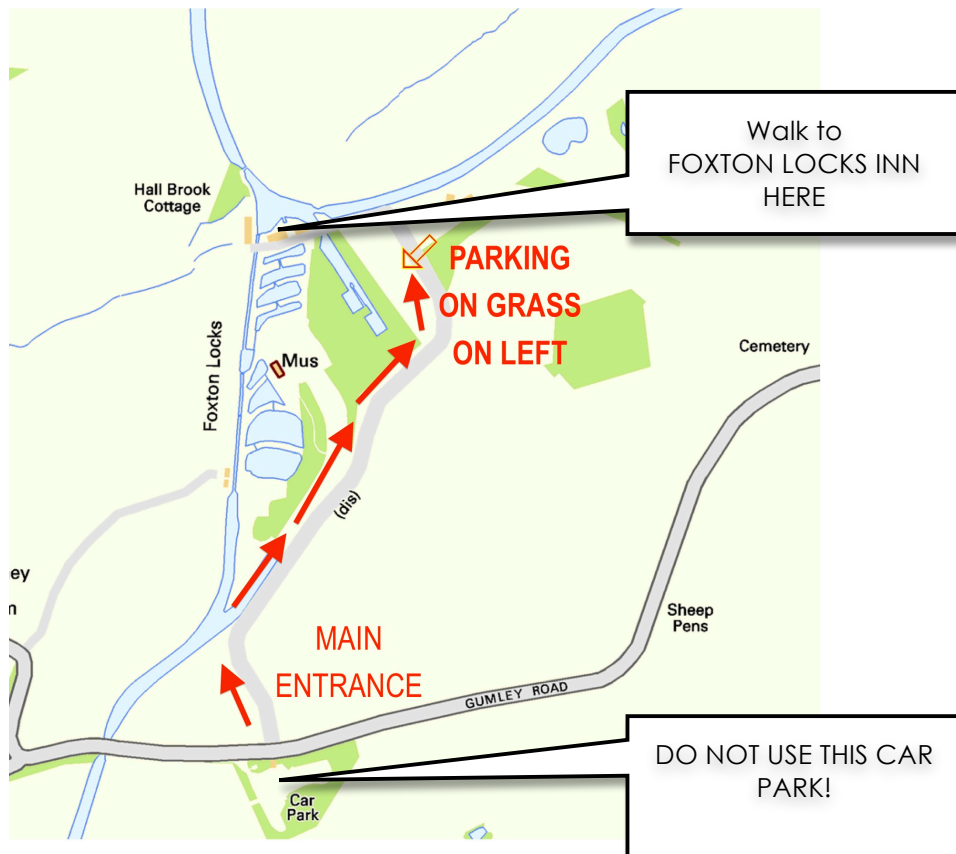 Walk to
FOXTON LOCKS INN
HERE
Hall Brook
Cottage
PARKING
ON GRASS
ON LEFT
Foxton Locks
Mus
Cemetery
(dis)
ey
m
Sheep
Pens
MAIN
ENTRANCE
GUMLEY ROAD
DO NOT USE THIS CAR
PARK!
Car
Park